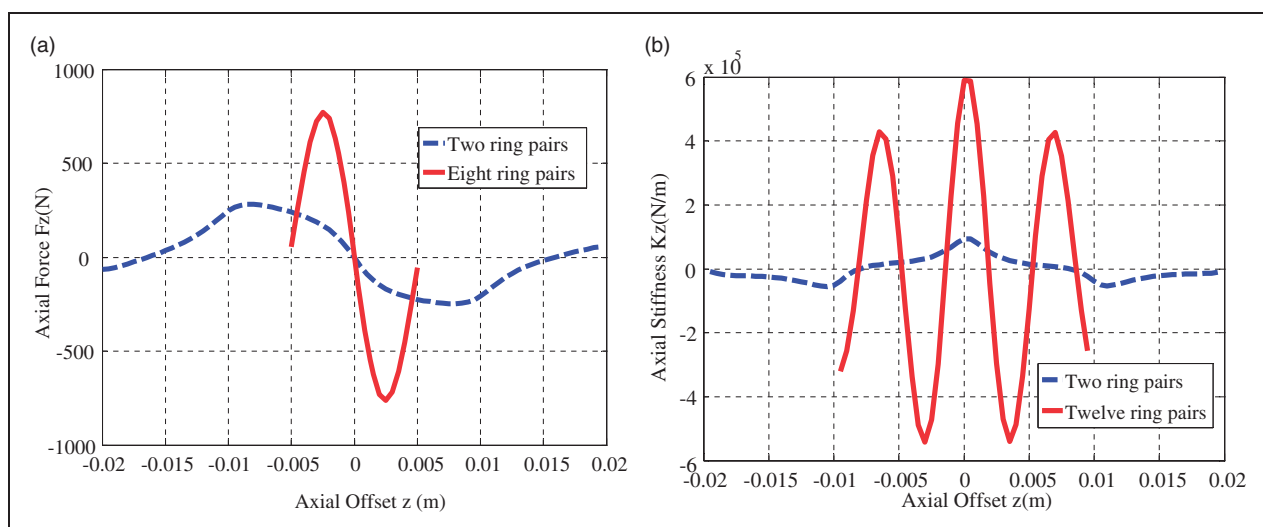 (a)
1000
500
0
-500
-1000
Axial Force Fz(N)
Two ring pairs
Eight ring pairs
-0.02 -0.015 -0.01 -0.005 0 0.005 0.01 0.015 0.02
Axial Offset z (m)
(b)
x 10^5
6
4
2
0
-2
-4
-6
Axial Stiffness Kz(N/m)
Two ring pairs
Twelve ring pairs
-0.02 -0.015 -0.01 -0.005 0 0.005 0.01 0.015 0.02
Axial Offset z(m)